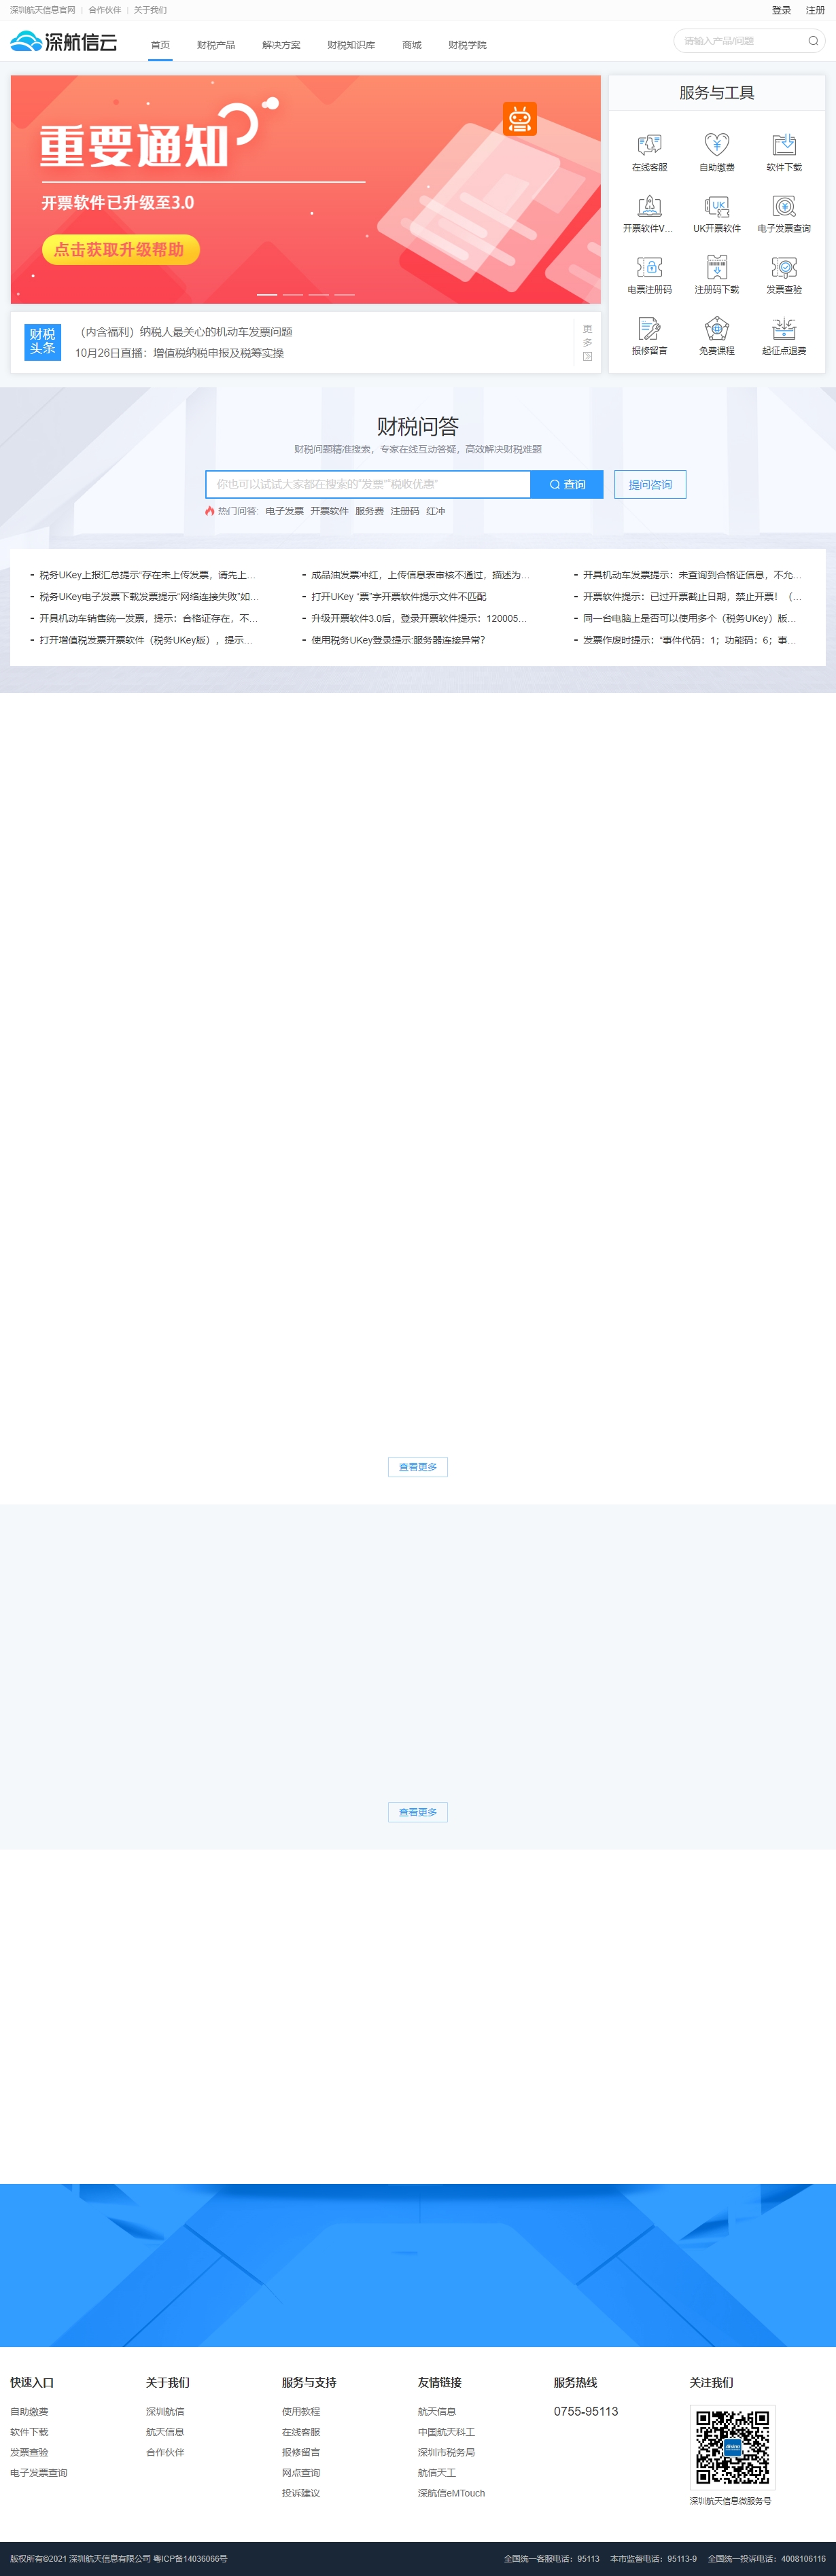 深圳航天信息官网 | 合作伙伴 | 关于我们
登录 注册
深航信云
首页 财税产品 解决方案 财税知识库 商城 财税学院
请输入产品/问题
重要通知
开票软件已升级至3.0
点击获取升级帮助
财税
头条
（内含福利）纳税人最关心的机动车发票问题
10月26日直播：增值税纳税申报及税筹实操
更
多
服务与工具
在线客服 自助缴费 软件下载
开票软件V... UK开票软件 电子发票查询
电票注册码 注册码下载 发票查验
报修留言 免费课程 起征点退费
财税问答
财税问题精准搜索，专家在线互动答疑，高效解决财税难题
你也可以试试大家都在搜索的“发票”“税收优惠”
查询
提问咨询
热门问答: 电子发票 开票软件 服务费 注册码 红冲
- 税务UKey上报汇总提示“存在未上传发票，请先上...
- 成品油发票冲红，上传信息表审核不通过，描述为...
- 开具机动车发票提示：未查询到合格证信息，不允...
- 税务UKey电子发票下载发票提示“网络连接失败”如...
- 打开UKey “票”字开票软件提示文件不匹配
- 开票软件提示：已过开票截止日期，禁止开票！（...
- 开具机动车销售统一发票，提示：合格证存在，不...
- 升级开票软件3.0后，登录开票软件提示：120005...
- 同一台电脑上是否可以使用多个（税务UKey）版...
- 打开增值税发票开票软件（税务UKey版），提示...
- 使用税务UKey登录提示:服务器连接异常?
- 发票作废时提示：“事件代码：1；功能码：6；事...
查看更多
查看更多
快速入口
自助缴费
软件下载
发票查验
电子发票查询
关于我们
深圳航信
航天信息
合作伙伴
服务与支持
使用教程
在线客服
报修留言
网点查询
投诉建议
友情链接
航天信息
中国航天科工
深圳市税务局
航信天工
深航信eMTouch
服务热线
0755-95113
关注我们
深圳航天信息微服务号
版权所有©2021 深圳航天信息有限公司 粤ICP备14036066号
全国统一客服电话：95113 本市监督电话：95113-9 全国统一投诉电话：4008106116